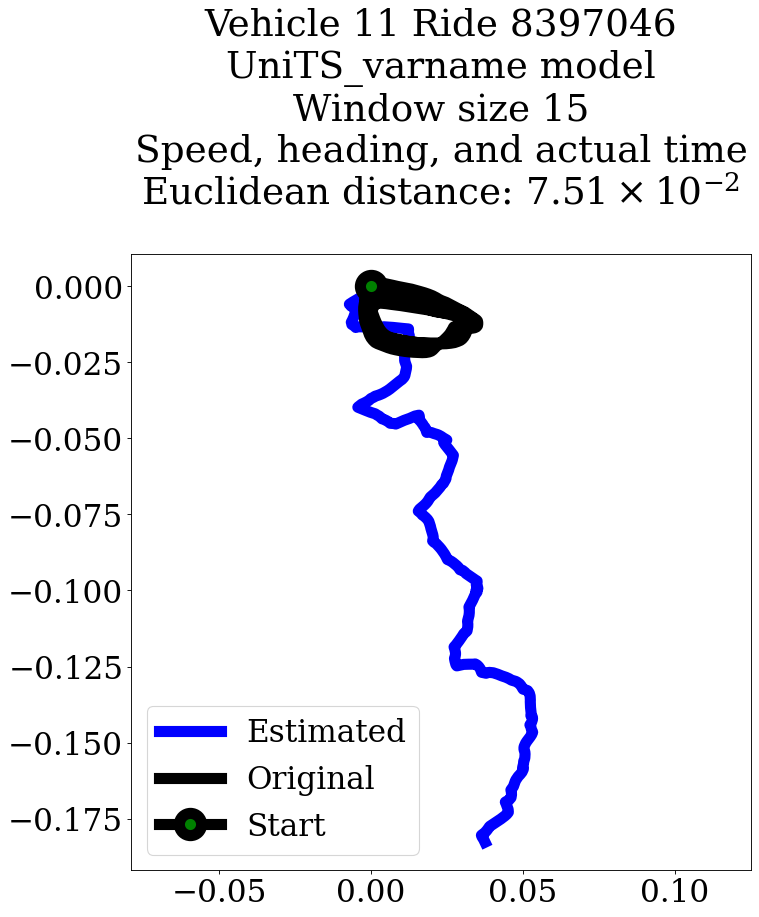 Vehicle 11 Ride 8397046
UniTS_varname model
Window size 15
Speed, heading, and actual time
Euclidean distance: 7.51 × 10⁻²
0.000
−0.025
−0.050
−0.075
−0.100
−0.125
−0.150
−0.175
Estimated
Original
Start
−0.05 0.00 0.05 0.10